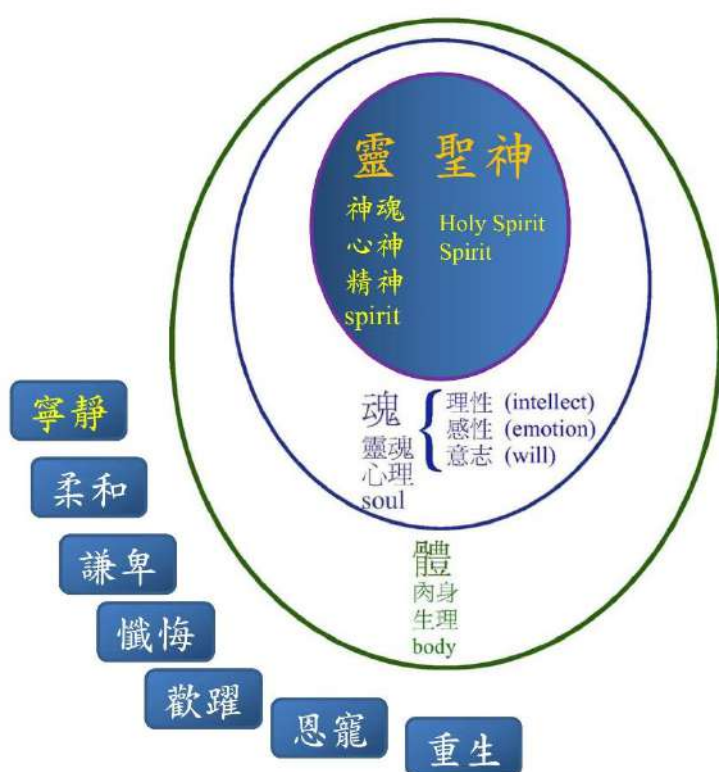 靈 聖神
神魂
心神
精神
spirit
Holy Spirit
Spirit
魂
靈魂
心理
soul
{
理性 (intellect)
感性 (emotion)
意志 (will)
體
肉身
生理
body
寧靜
柔和
謙卑
懺悔
歡躍
恩寵
重生